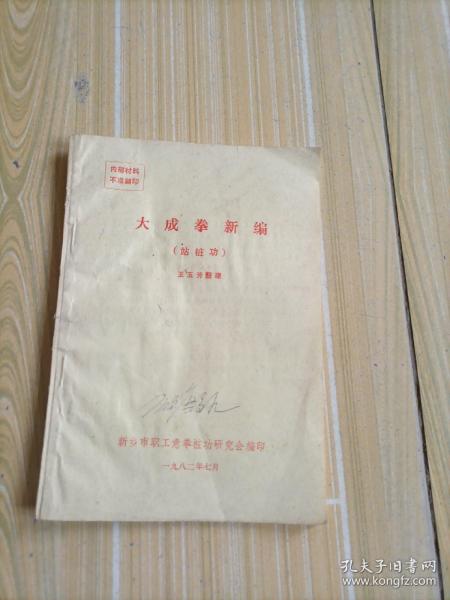 内部材料
不准翻印
大成拳新编
(站桩功)
王玉芳整理
新乡市职工意拳桩功研究会编印
一九八二年七月
孔夫子旧书网
www.kongfz.com